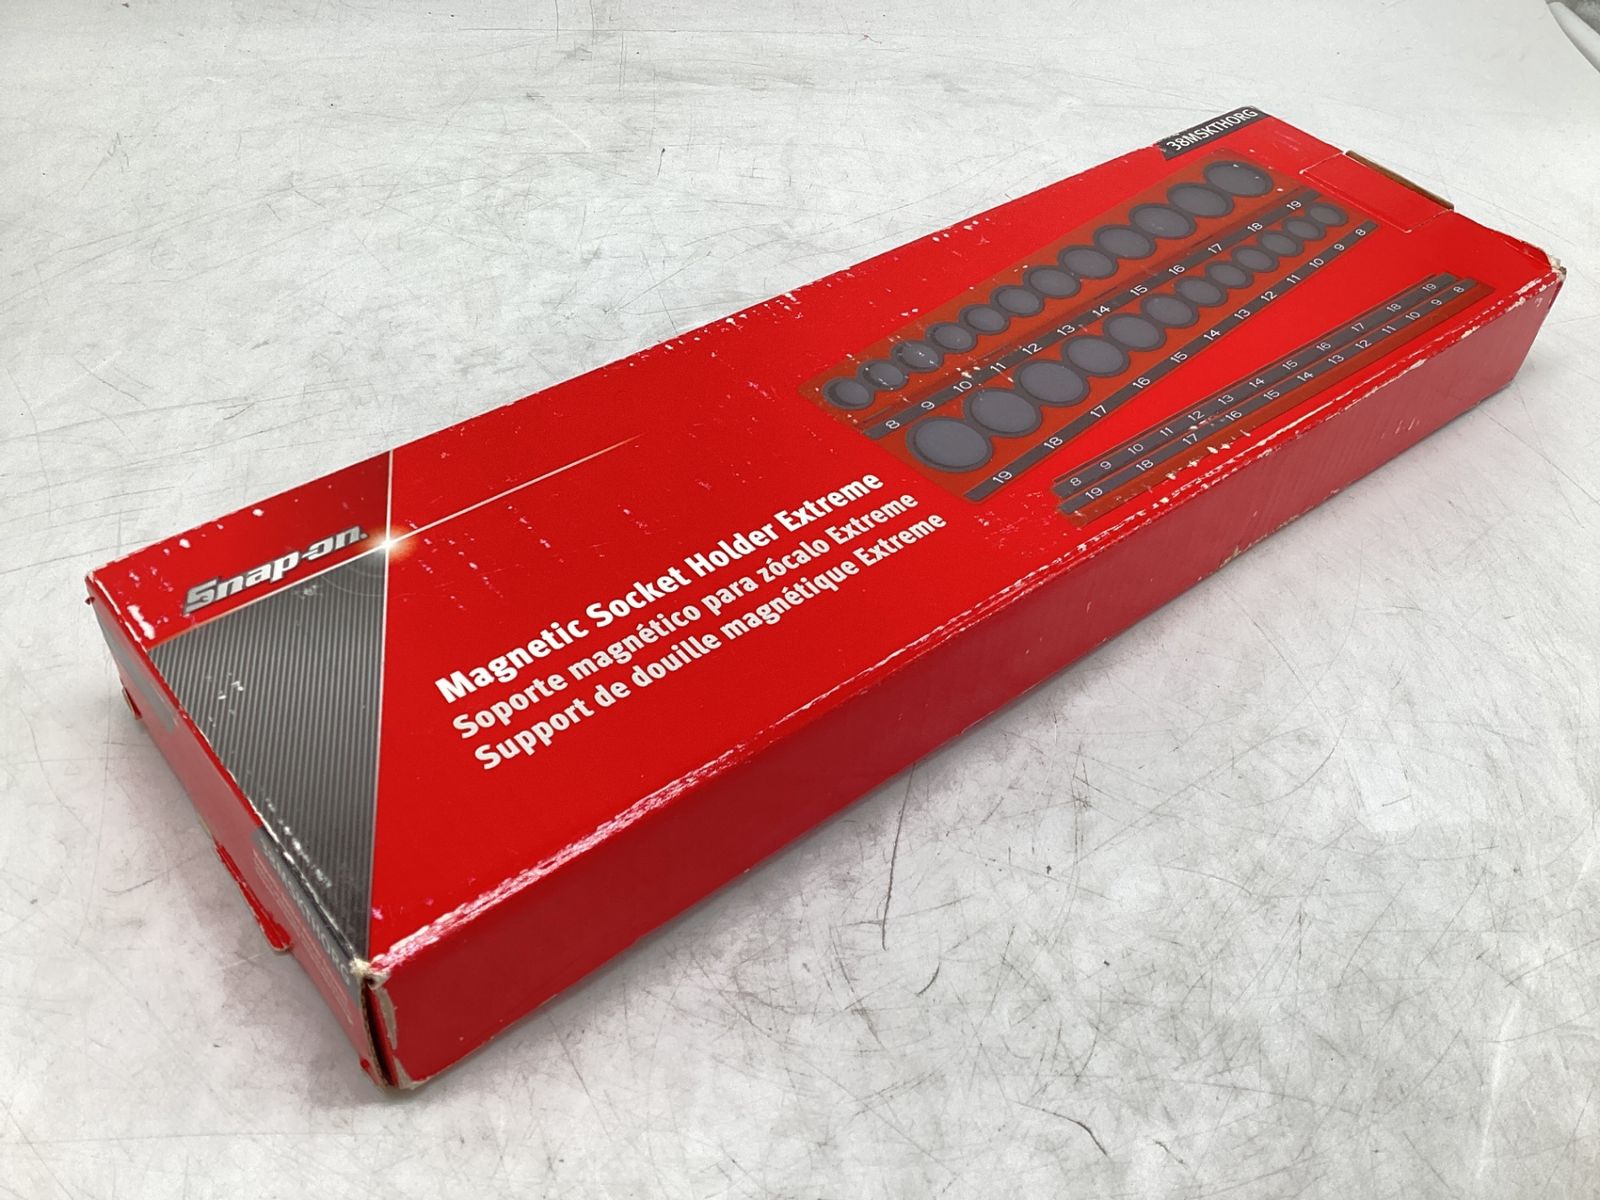 38MSKTHORG
19 18 17 16 15 14 13 12 11 10 9 8
8 9 10 11 12 13 14 15 16 17 18 19
8 9 10 11 12 13 14 15 16 17 18 19
19 18 17 16 15 14 13 12 11 10 9 8
Snap-on.
Magnetic Socket Holder Extreme
Soporte magnético para zócalo Extreme
Support de douille magnétique Extreme